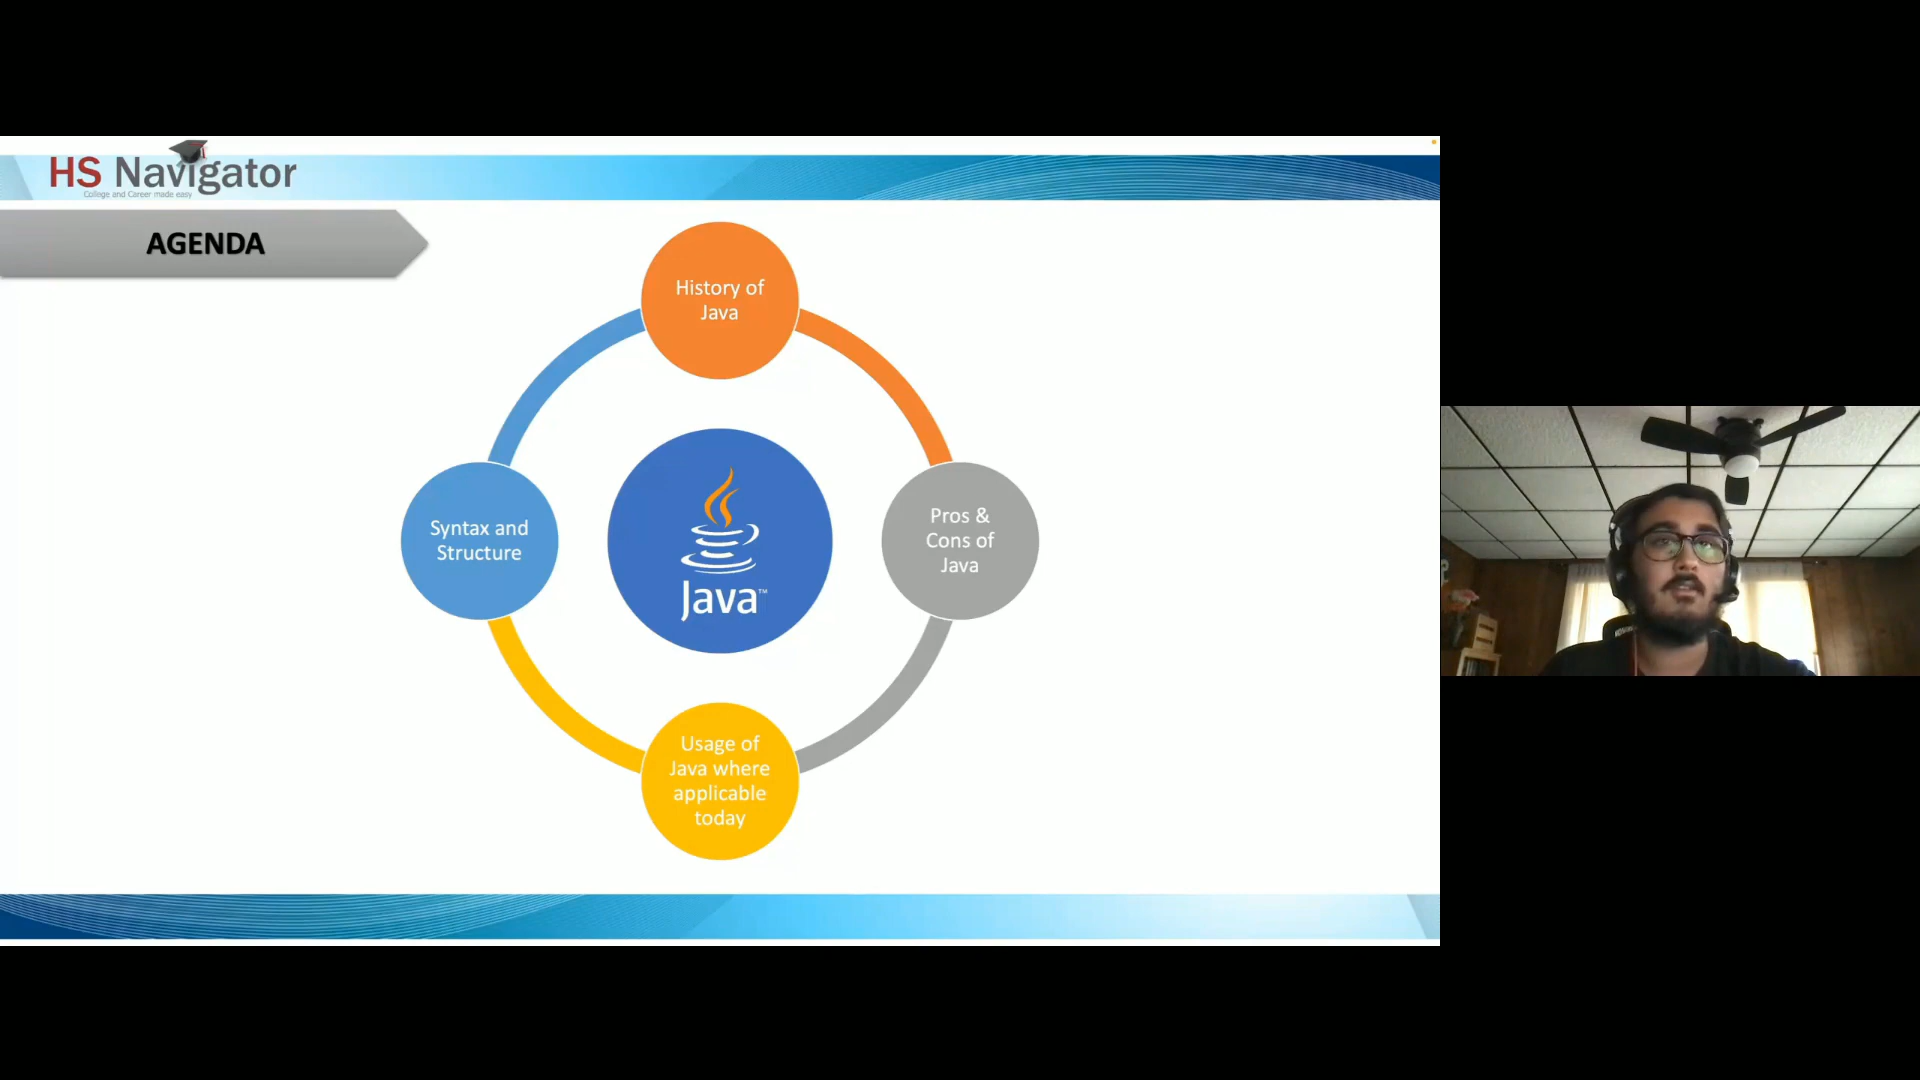 HS Navigator
College and Career made easy
AGENDA
History of
Java
Syntax and
Structure
Java™
Pros &
Cons of
Java
Usage of
Java where
applicable
today